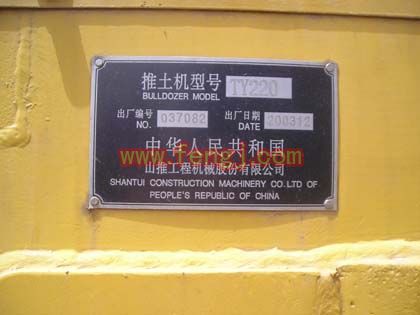 推土机型号 TY220
BULLDOZER MODEL
出厂编号 037082 出厂日期 200312
NO. DATE
中华人民共和国
www.fengj.com
山推工程机械股份有限公司
SHANTUI CONSTRUCTION MACHINERY CO.LTD OF
PEOPLE'S REPUBLIC OF CHINA